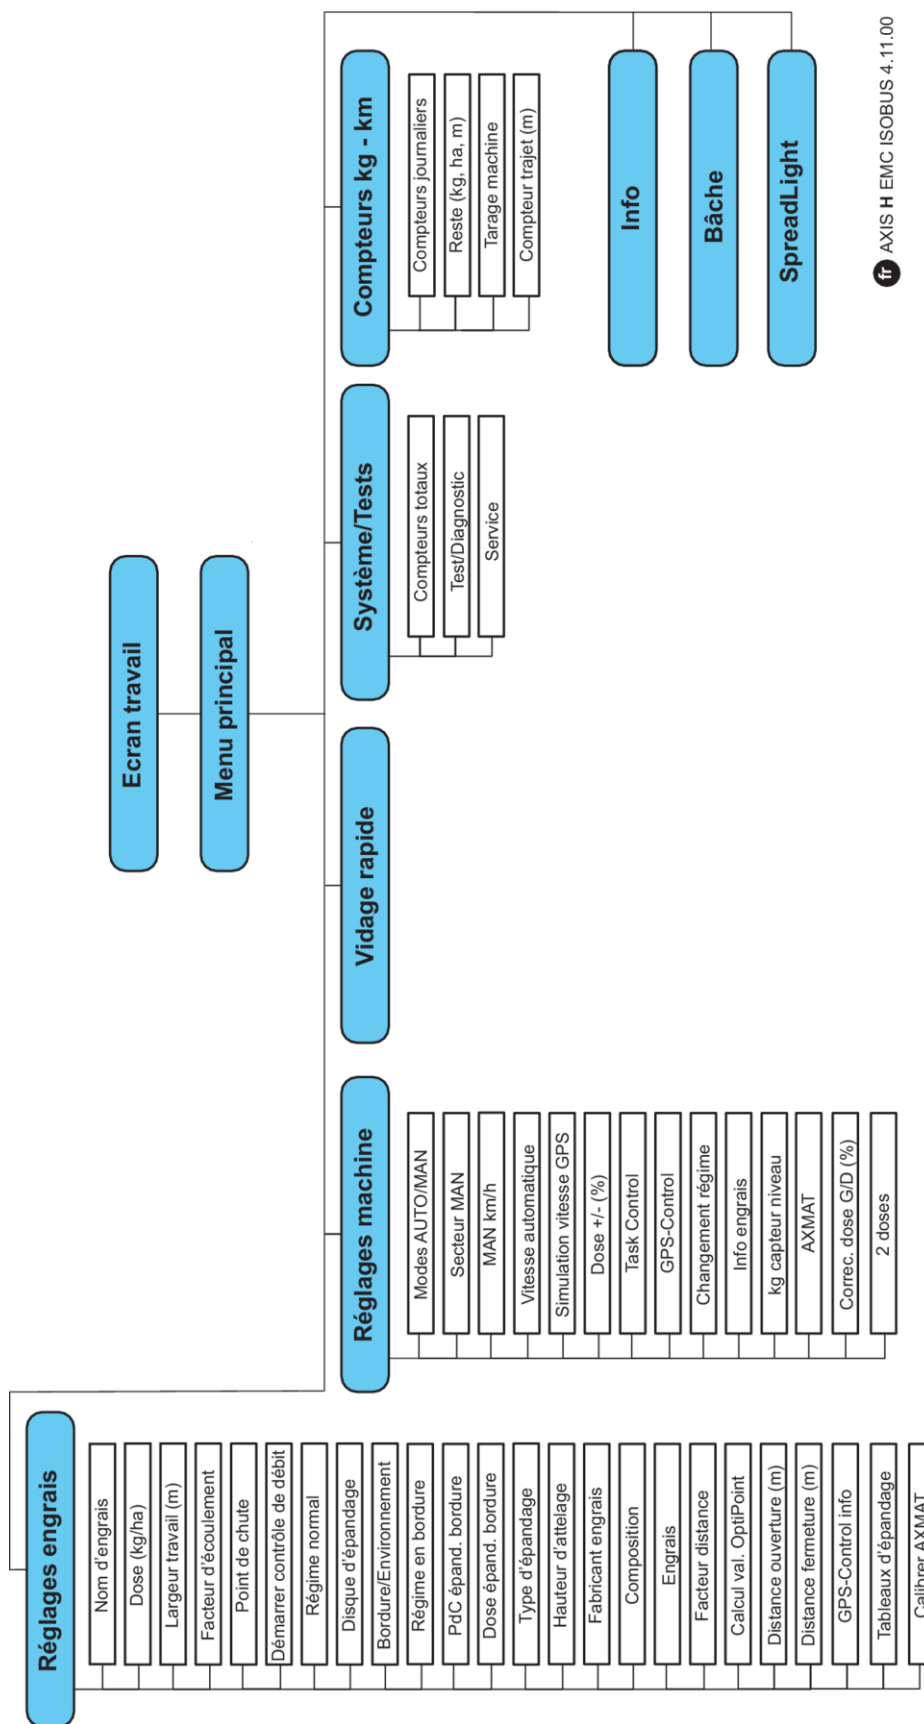 Ecran travail
Menu principal
Réglages engrais
Nom d'engrais
Dose (kg/ha)
Largeur travail (m)
Facteur d'écoulement
Point de chute
Démarrer contrôle de débit
Régime normal
Disque d'épandage
Bordure/Environnement
Régime en bordure
PdC épand. bordure
Dose épand. bordure
Type d'épandage
Hauteur d'attelage
Fabricant engrais
Composition
Engrais
Facteur distance
Calcul val. OptiPoint
Distance ouverture (m)
Distance fermeture (m)
GPS-Control info
Tableaux d'épandage
Calibrer AXMAT
Réglages machine
Modes AUTO/MAN
Secteur MAN
MAN km/h
Vitesse automatique
Simulation vitesse GPS
Dose +/- (%)
Task Control
GPS-Control
Changement régime
Info engrais
kg capteur niveau
AXMAT
Correc. dose G/D (%)
2 doses
Vidage rapide
Système/Tests
Compteurs totaux
Test/Diagnostic
Service
Compteurs kg - km
Compteurs journaliers
Reste (kg, ha, m)
Tarage machine
Compteur trajet (m)
Info
Bâche
SpreadLight
fr AXIS H EMC ISOBUS 4.11.00